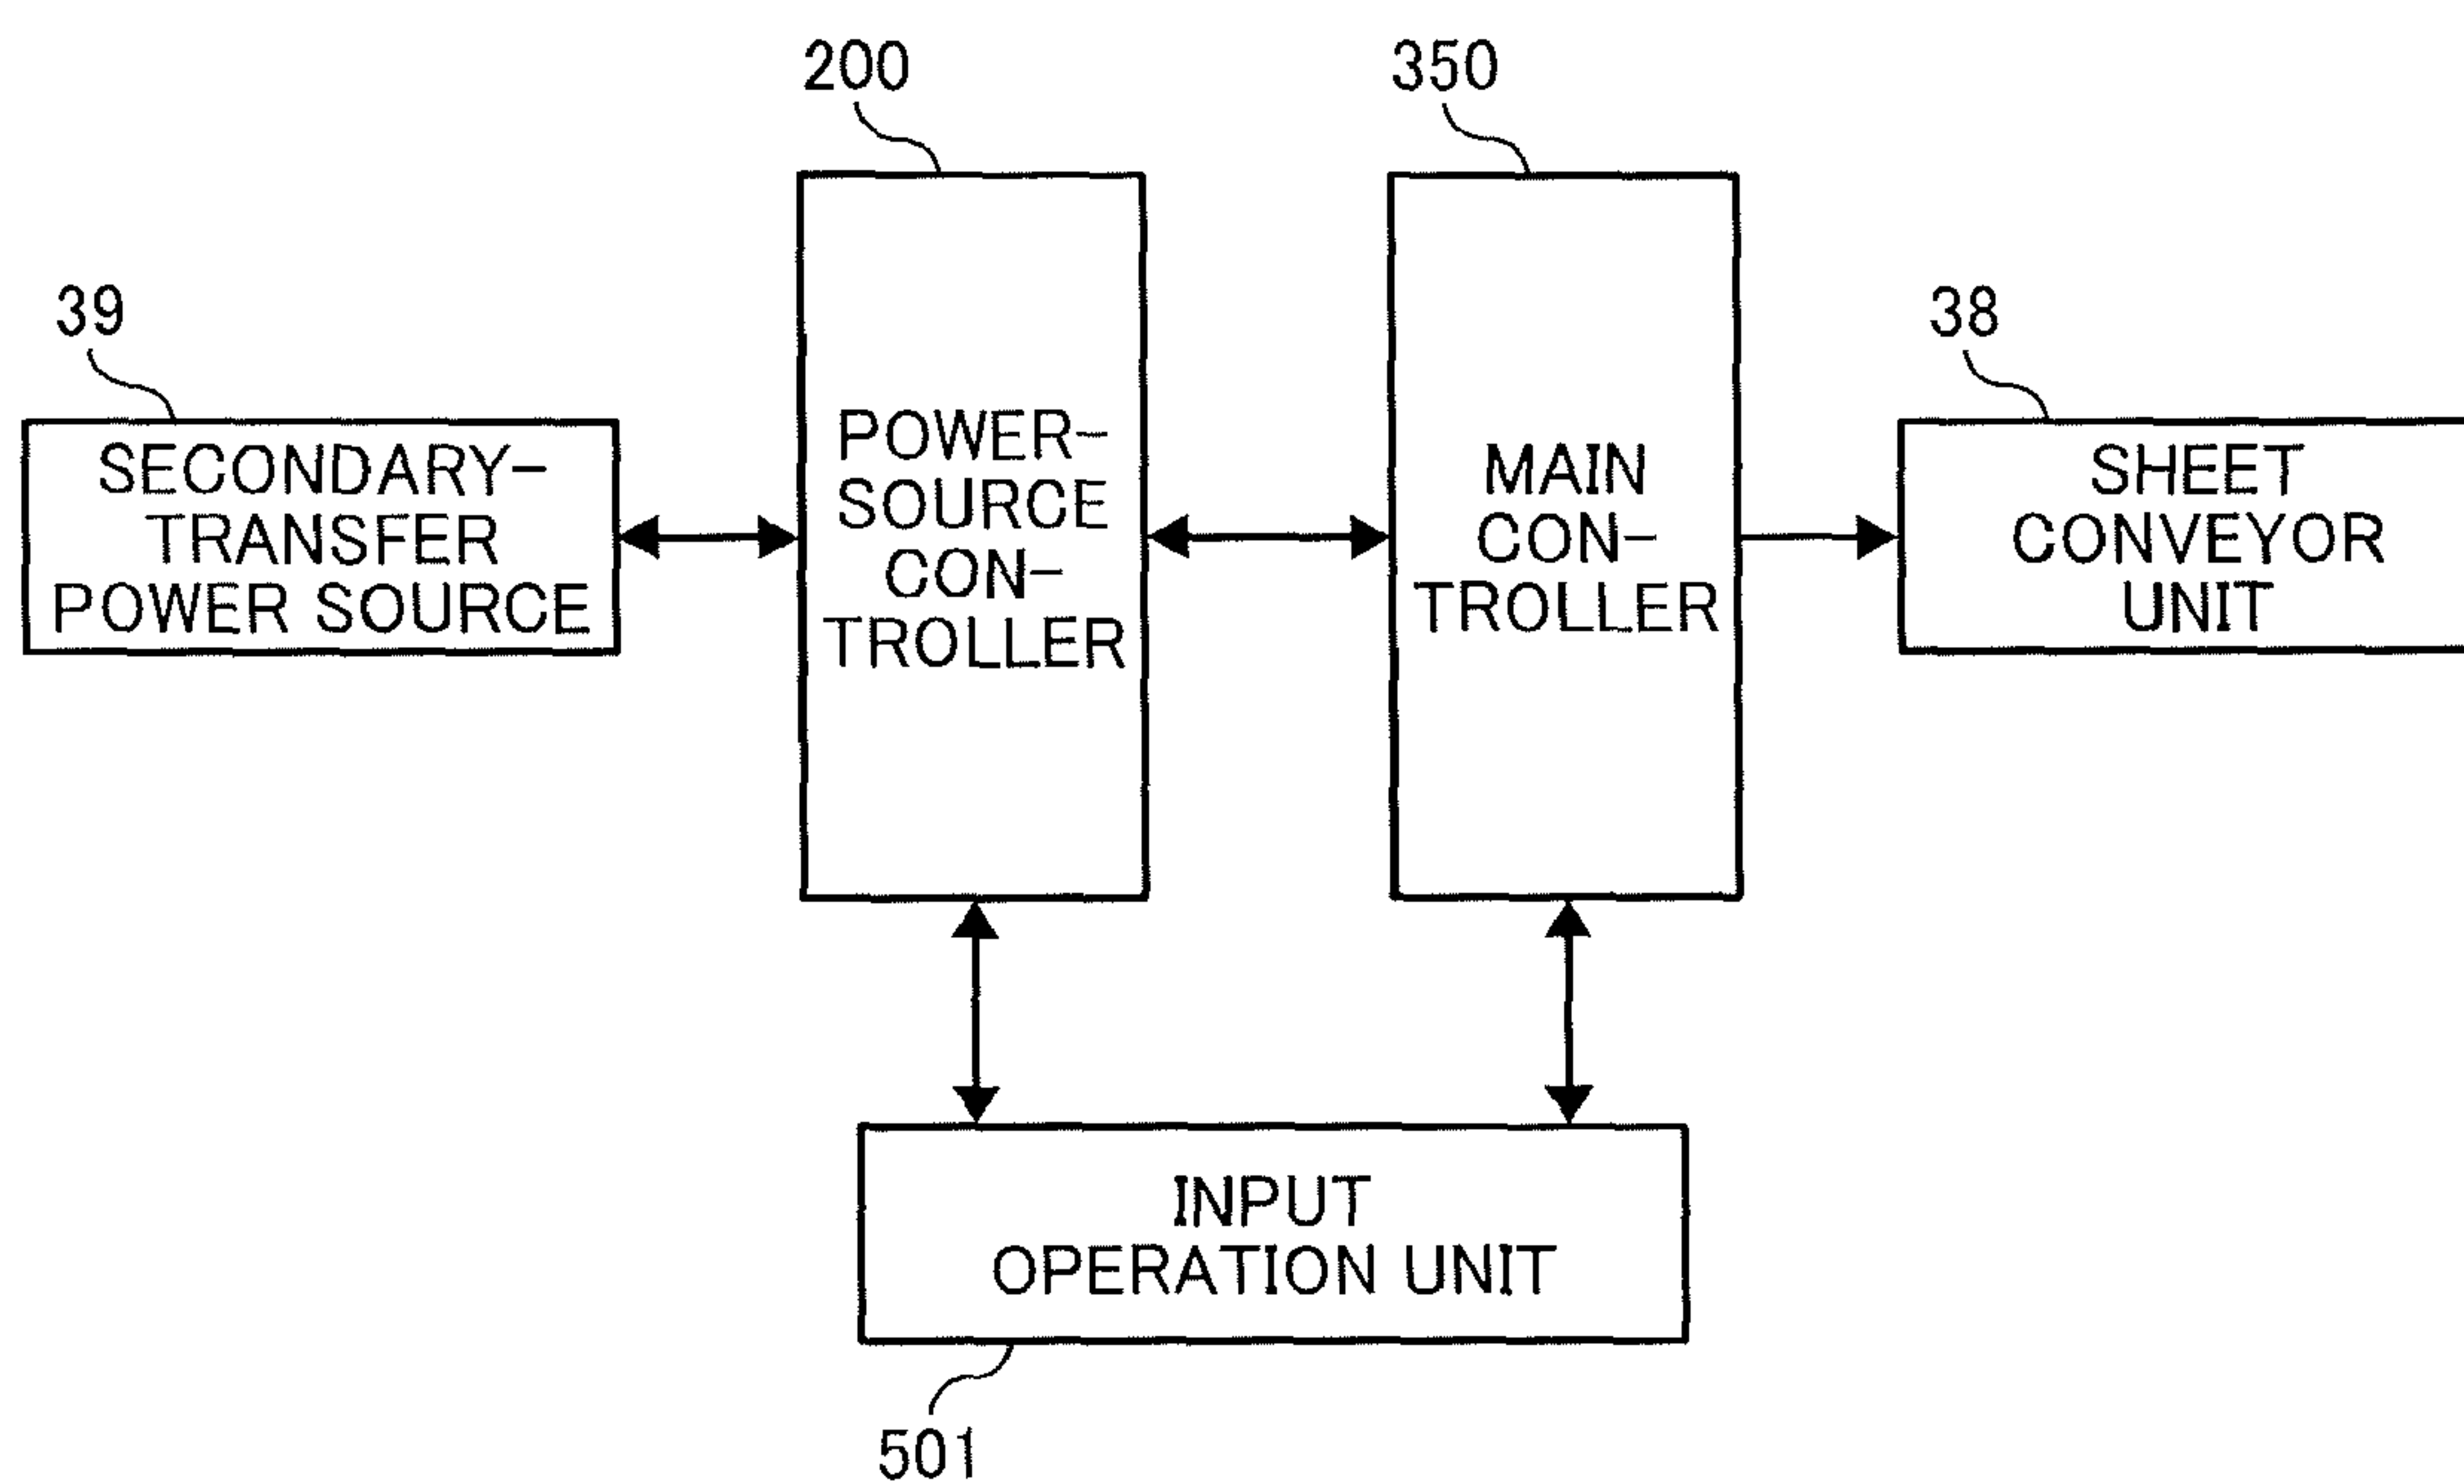 200
350
39
38
SECONDARY-
TRANSFER
POWER SOURCE
POWER-
SOURCE
CON-
TROLLER
MAIN
CON-
TROLLER
SHEET
CONVEYOR
UNIT
INPUT
OPERATION UNIT
501